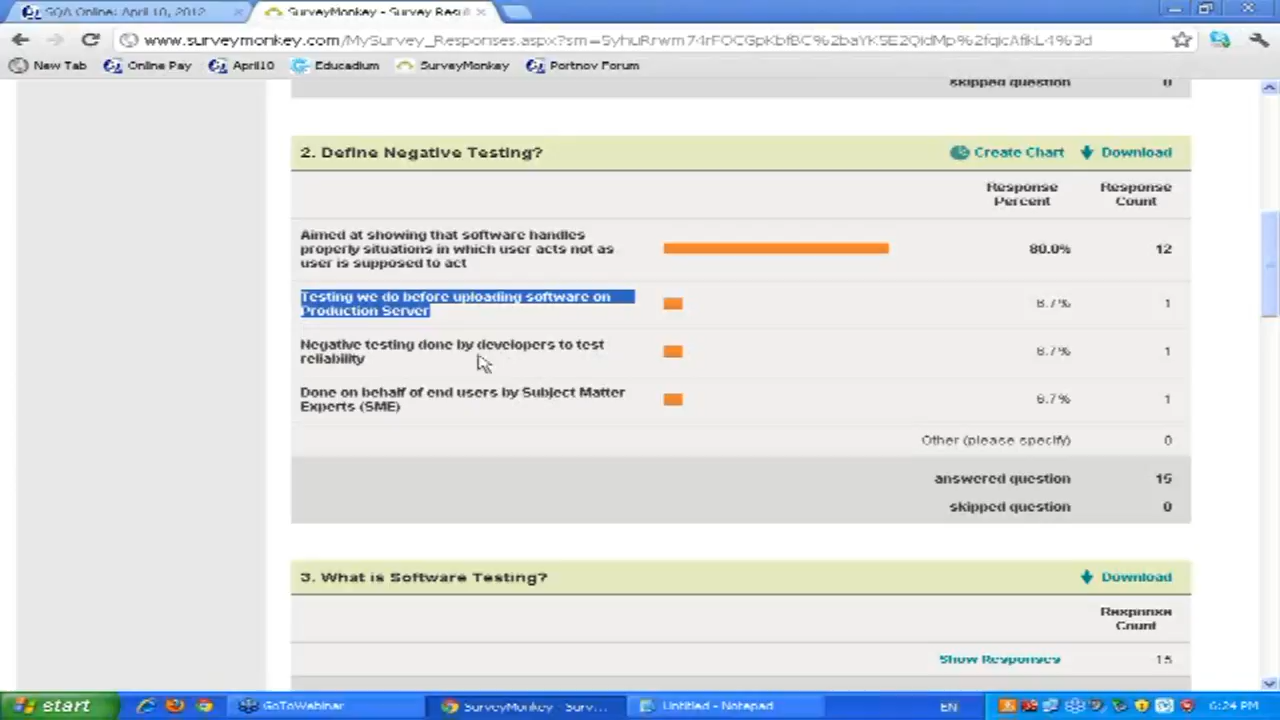 SQA Online: April 10, 2012
SurveyMonkey - Survey Resul
www.surveymonkey.com/MySurvey_Responses.aspx?sm=
New Tab
Online Pay
April10
Educadium
SurveyMonkey
Portnov Forum
skipped question 0
2. Define Negative Testing?
Create Chart
Download
Response Response
Percent Count
Aimed at showing that software handles
properly situations in which user acts not as
user is supposed to act
80.0% 12
Testing we do before uploading software on
Production Server
6.7% 1
Negative testing done by developers to test
reliability
6.7% 1
Done on behalf of end users by Subject Matter
Experts (SME)
6.7% 1
Other (please specify) 0
answered question 15
skipped question 0
3. What is Software Testing?
Download
Response
Count
Show Responses 15
start
GoToWebinar
SurveyMonkey - Surv...
Untitled - Notepad
EN
6:24 PM